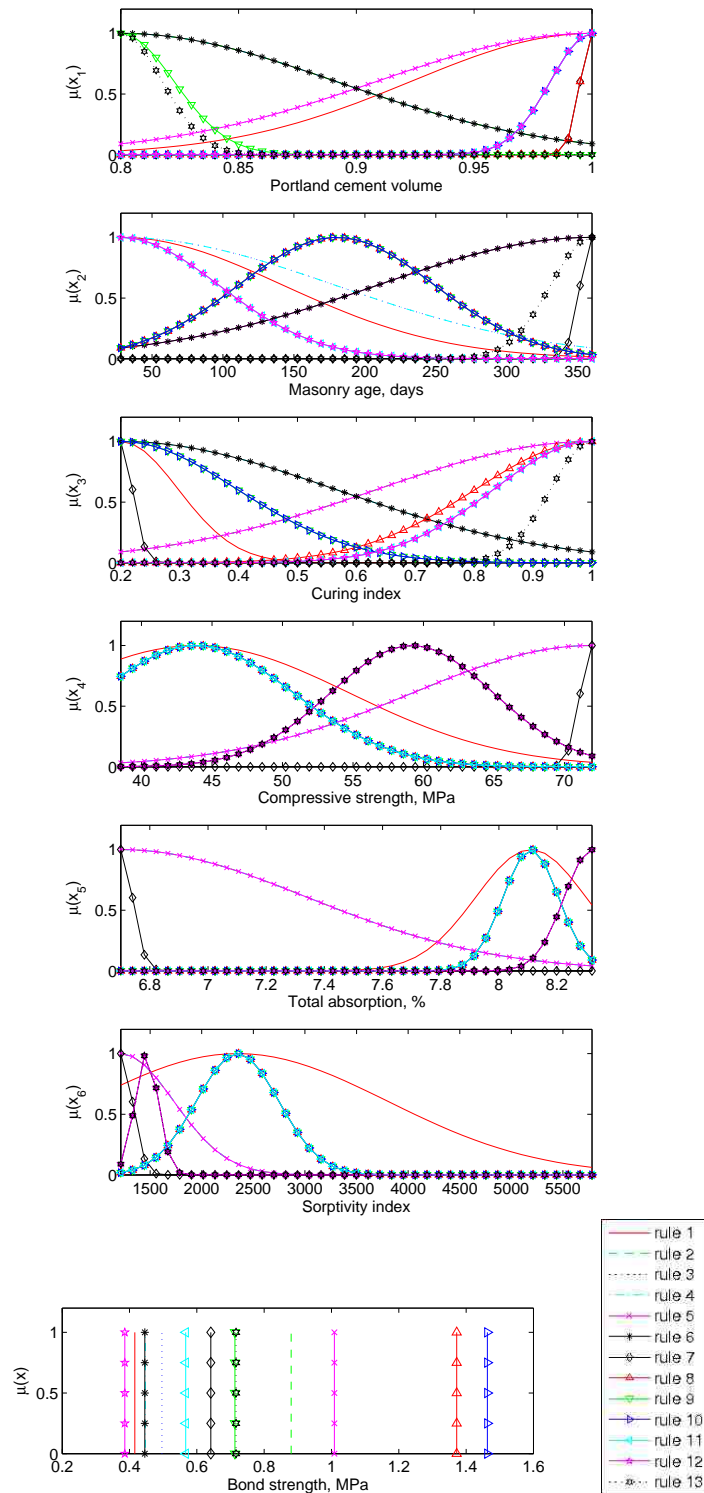 1
μ(x1)
0.5
0
0.8 0.85 0.9 0.95 1
Portland cement volume
1
μ(x2)
0.5
0
50 100 150 200 250 300 350
Masonry age, days
1
μ(x3)
0.5
0
0.2 0.3 0.4 0.5 0.6 0.7 0.8 0.9 1
Curing index
1
μ(x4)
0.5
0
40 45 50 55 60 65 70
Compressive strength, MPa
1
μ(x5)
0.5
0
6.8 7 7.2 7.4 7.6 7.8 8 8.2
Total absorption, %
1
μ(x6)
0.5
0
1500 2000 2500 3000 3500 4000 4500 5000 5500
Sorptivity index
1
μ(x)
0.5
0
0.2 0.4 0.6 0.8 1 1.2 1.4 1.6
Bond strength, MPa
rule 1
rule 2
rule 3
rule 4
rule 5
rule 6
rule 7
rule 8
rule 9
rule 10
rule 11
rule 12
rule 13